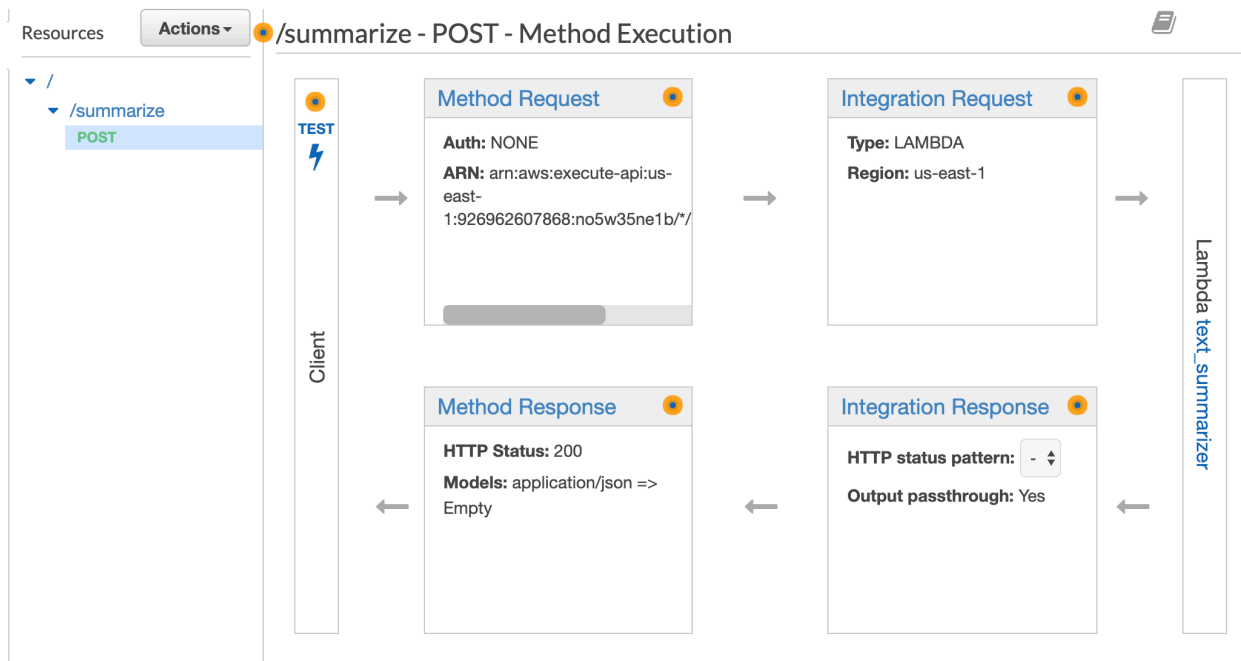 Resources
Actions
/summarize - POST - Method Execution
/
/summarize
POST
TEST
Client
Method Request
Auth: NONE
ARN: arn:aws:execute-api:us-
east-
1:926962607868:no5w35ne1b/*/
Integration Request
Type: LAMBDA
Region: us-east-1
Lambda text_summarizer
Method Response
HTTP Status: 200
Models: application/json =>
Empty
Integration Response
HTTP status pattern: -
Output passthrough: Yes